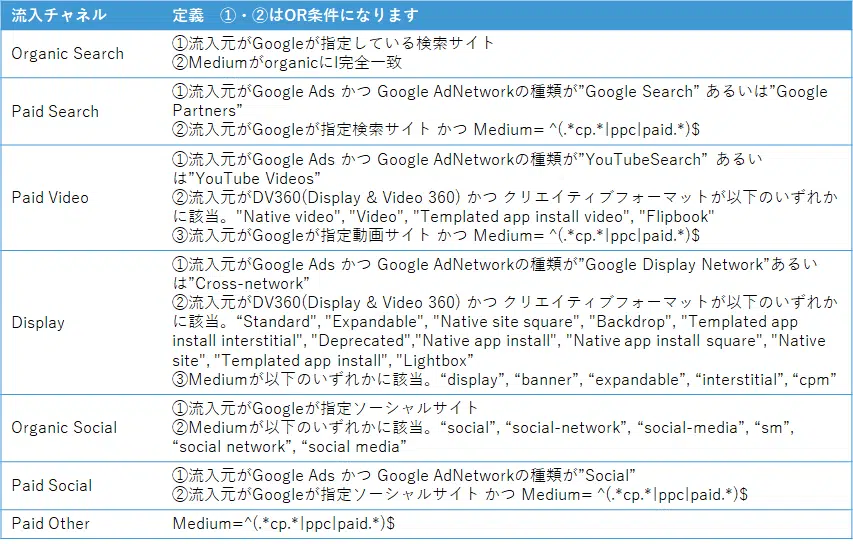 流入チャネル 定義 ①・②はOR条件になります
Organic Search
①流入元がGoogleが指定している検索サイト
②MediumがorganicにI完全一致
Paid Search
①流入元がGoogle Ads かつ Google AdNetworkの種類が”Google Search” あるいは”Google
Partners”
②流入元がGoogleが指定検索サイト かつ Medium= ^(.*cp.*|ppc|paid.*)$
Paid Video
①流入元がGoogle Ads かつ Google AdNetworkの種類が”YouTubeSearch” あるい
は”YouTube Videos”
②流入元がDV360(Display & Video 360) かつ クリエイティブフォーマットが以下のいずれか
に該当。"Native video", "Video", "Templated app install video", "Flipbook"
③流入元がGoogleが指定動画サイト かつ Medium= ^(.*cp.*|ppc|paid.*)$
Display
①流入元がGoogle Ads かつ Google AdNetworkの種類が”Google Display Network”あるい
は”Cross-network”
②流入元がDV360(Display & Video 360) かつ クリエイティブフォーマットが以下のいずれか
に該当。“Standard", "Expandable", "Native site square", "Backdrop", "Templated app
install interstitial", "Deprecated","Native app install", "Native app install square", "Native
site", "Templated app install", "Lightbox”
③Mediumが以下のいずれかに該当。“display”, “banner”, “expandable”, “interstitial”, “cpm”
Organic Social
①流入元がGoogleが指定ソーシャルサイト
②Mediumが以下のいずれかに該当。“social”, “social-network”, “social-media”, “sm”,
“social network”, “social media”
Paid Social
①流入元がGoogle Ads かつ Google AdNetworkの種類が”Social”
②流入元がGoogleが指定ソーシャルサイト かつ Medium= ^(.*cp.*|ppc|paid.*)$
Paid Other Medium=^(.*cp.*|ppc|paid.*)$